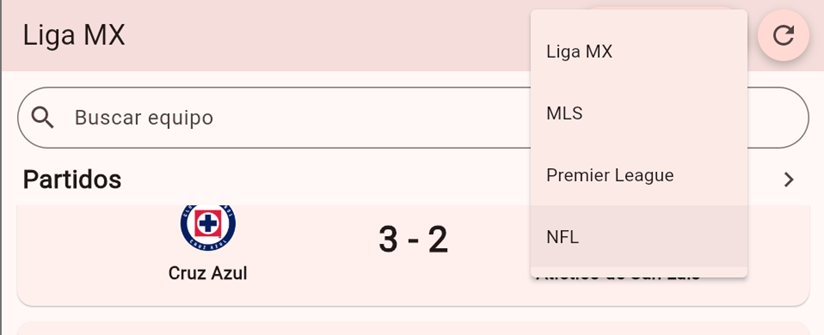 Liga MX
Liga MX
MLS
Premier League
NFL
Buscar equipo
Partidos
3 - 2
Cruz Azul